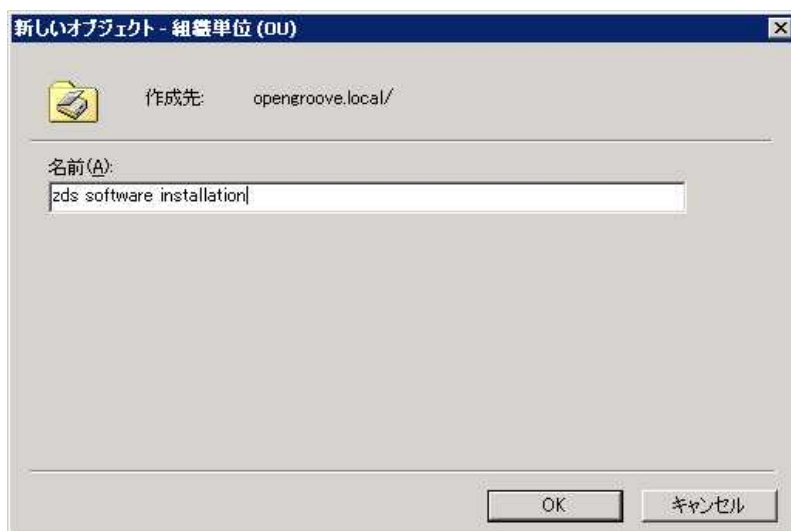 新しいオブジェクト - 組織単位 (OU)
作成先: opengroove.local/
名前(A):
zds software installation
OK キャンセル